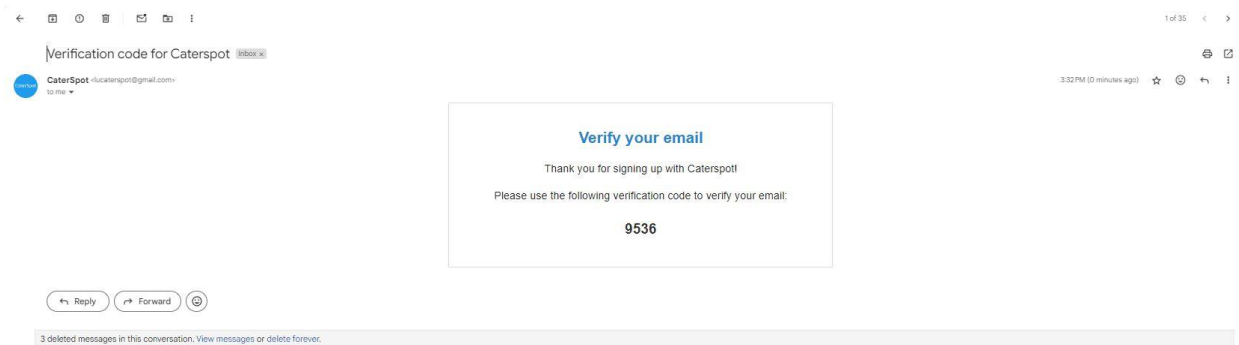 1 of 35
Verification code for Caterspot Inbox x
CaterSpot <lucaterspot@gmail.com>
3:32 PM (0 minutes ago)
to me
CaterSpot
Verify your email
Thank you for signing up with Caterspot!
Please use the following verification code to verify your email:
9536
Reply
Forward
3 deleted messages in this conversation. View messages or delete forever.